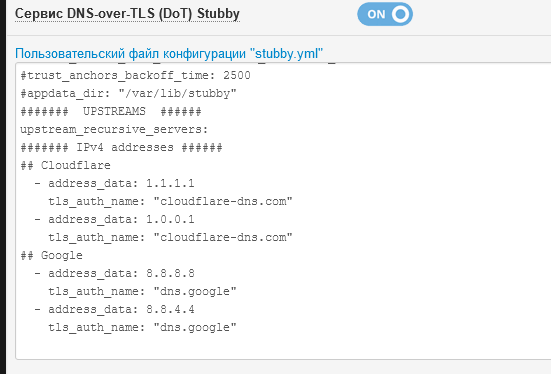 Сервис DNS-over-TLS (DoT) Stubby
ON
Пользовательский файл конфигурации "stubby.yml"
#trust_anchors_backoff_time: 2500
#appdata_dir: "/var/lib/stubby"
####### UPSTREAMS ######
upstream_recursive_servers:
####### IPv4 addresses ######
## Cloudflare
- address_data: 1.1.1.1
tls_auth_name: "cloudflare-dns.com"
- address_data: 1.0.0.1
tls_auth_name: "cloudflare-dns.com"
## Google
- address_data: 8.8.8.8
tls_auth_name: "dns.google"
- address_data: 8.8.4.4
tls_auth_name: "dns.google"